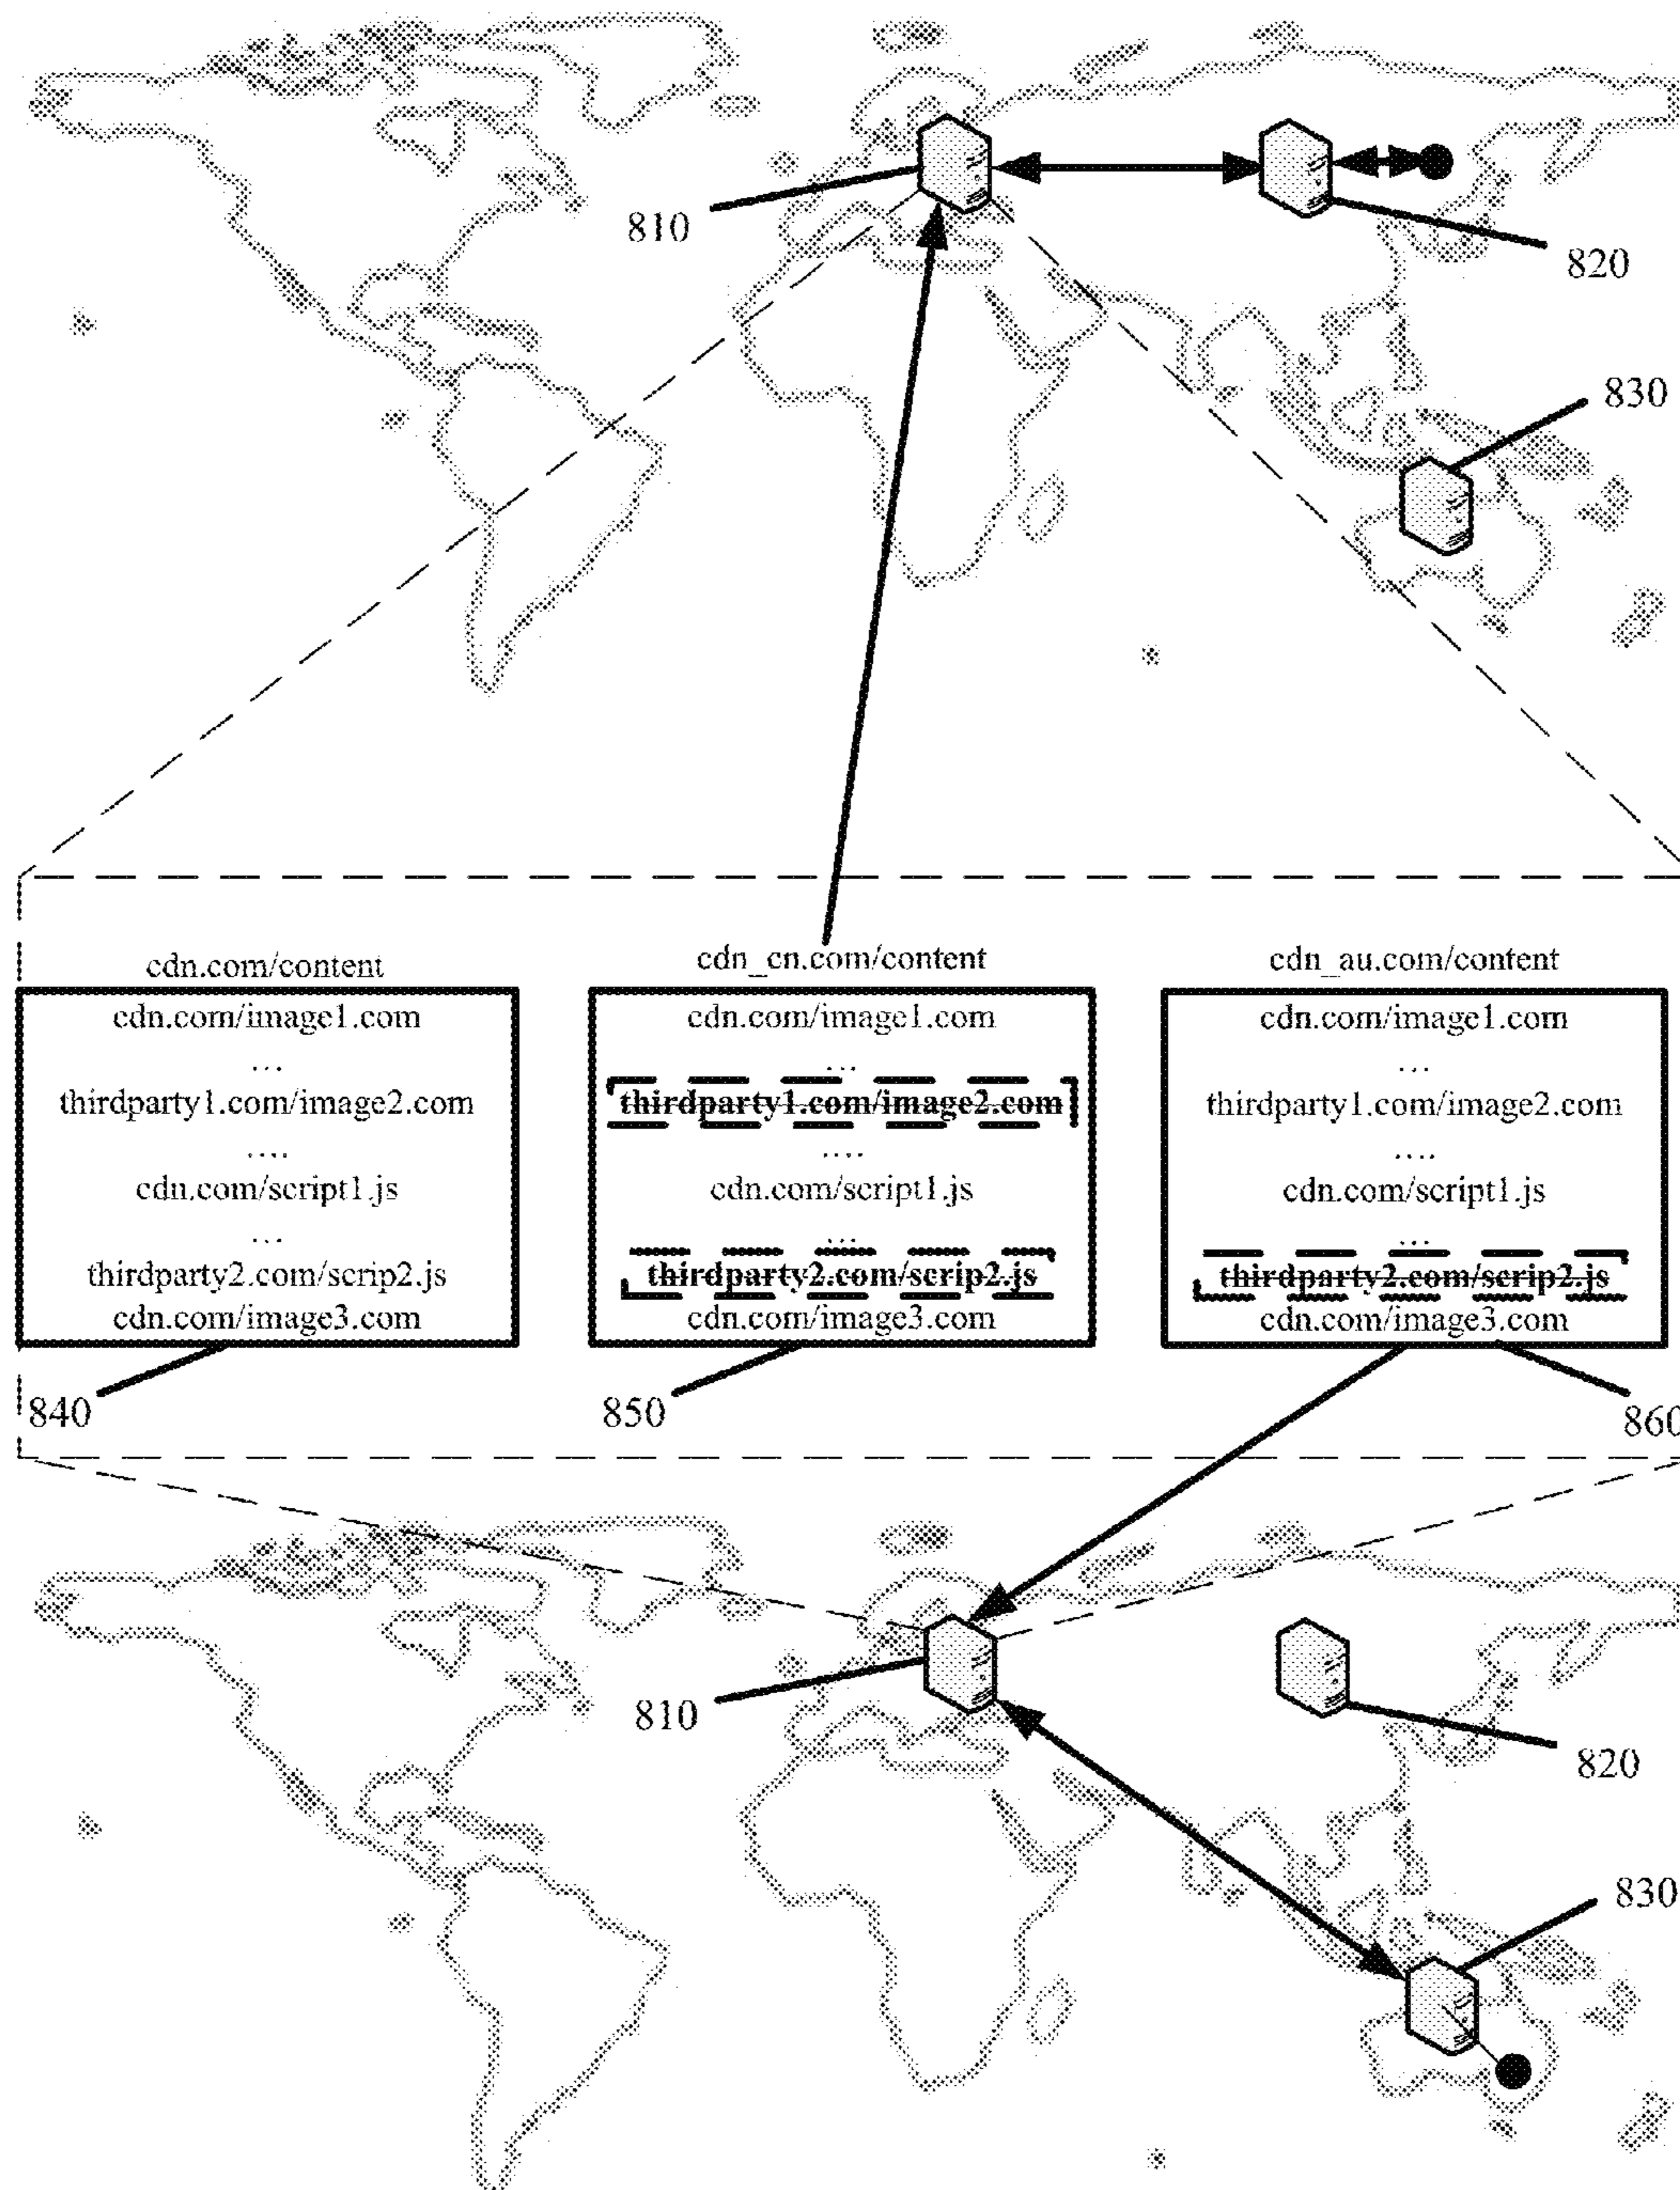 810
820
830
cdn.com/content
cdn.com/image1.com
...
thirdparty1.com/image2.com
....
cdn.com/script1.js
...
thirdparty2.com/scrip2.js
cdn.com/image3.com
840
cdn_cn.com/content
cdn.com/image1.com
...
thirdparty1.com/image2.com
....
cdn.com/script1.js
...
thirdparty2.com/scrip2.js
cdn.com/image3.com
850
cdn_au.com/content
cdn.com/image1.com
...
thirdparty1.com/image2.com
....
cdn.com/script1.js
...
thirdparty2.com/scrip2.js
cdn.com/image3.com
860
810
820
830